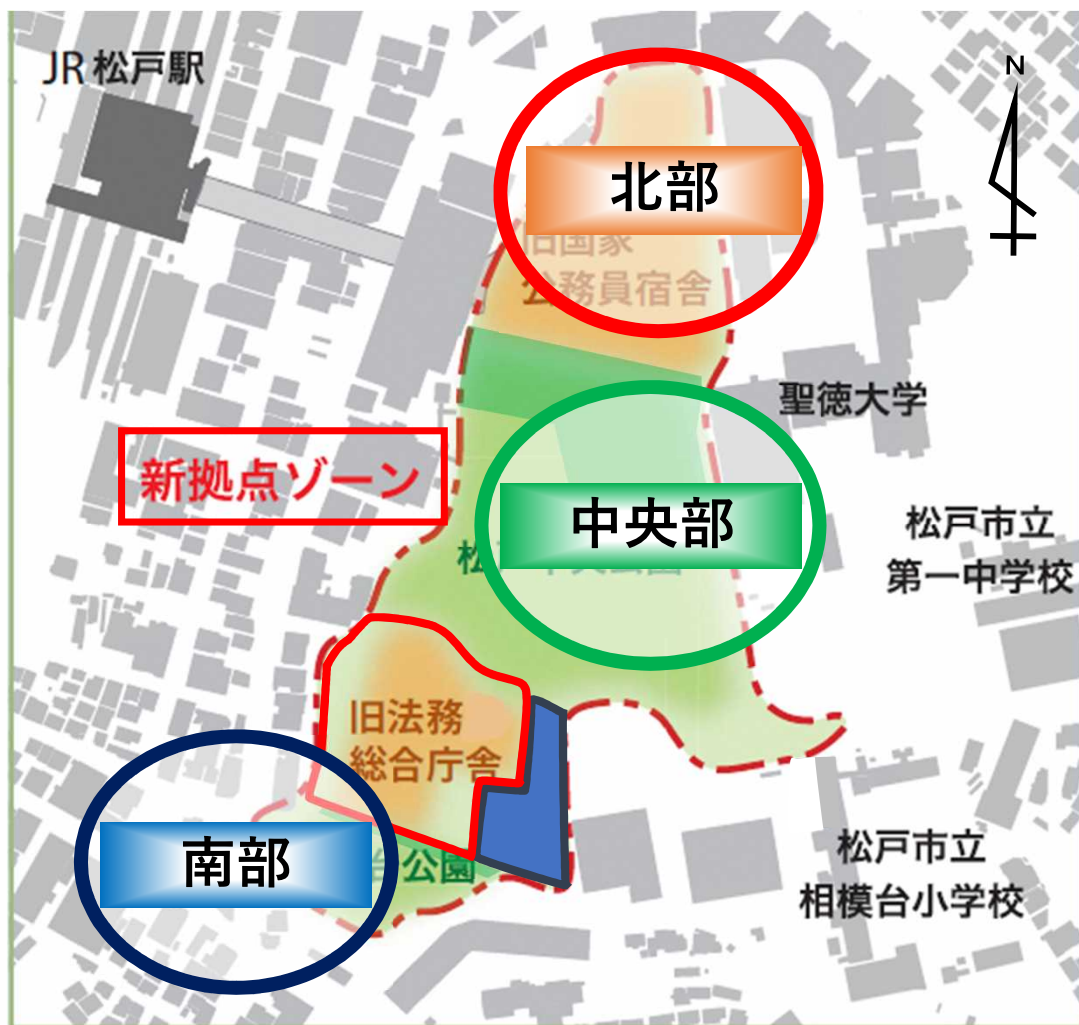 JR 松戸駅
N
北部
旧国家
公務員宿舎
聖徳大学
新拠点ゾーン
中央部
松戸市立
第一中学校
旧法務
総合庁舎
南部
公園
松戸市立
相模台小学校